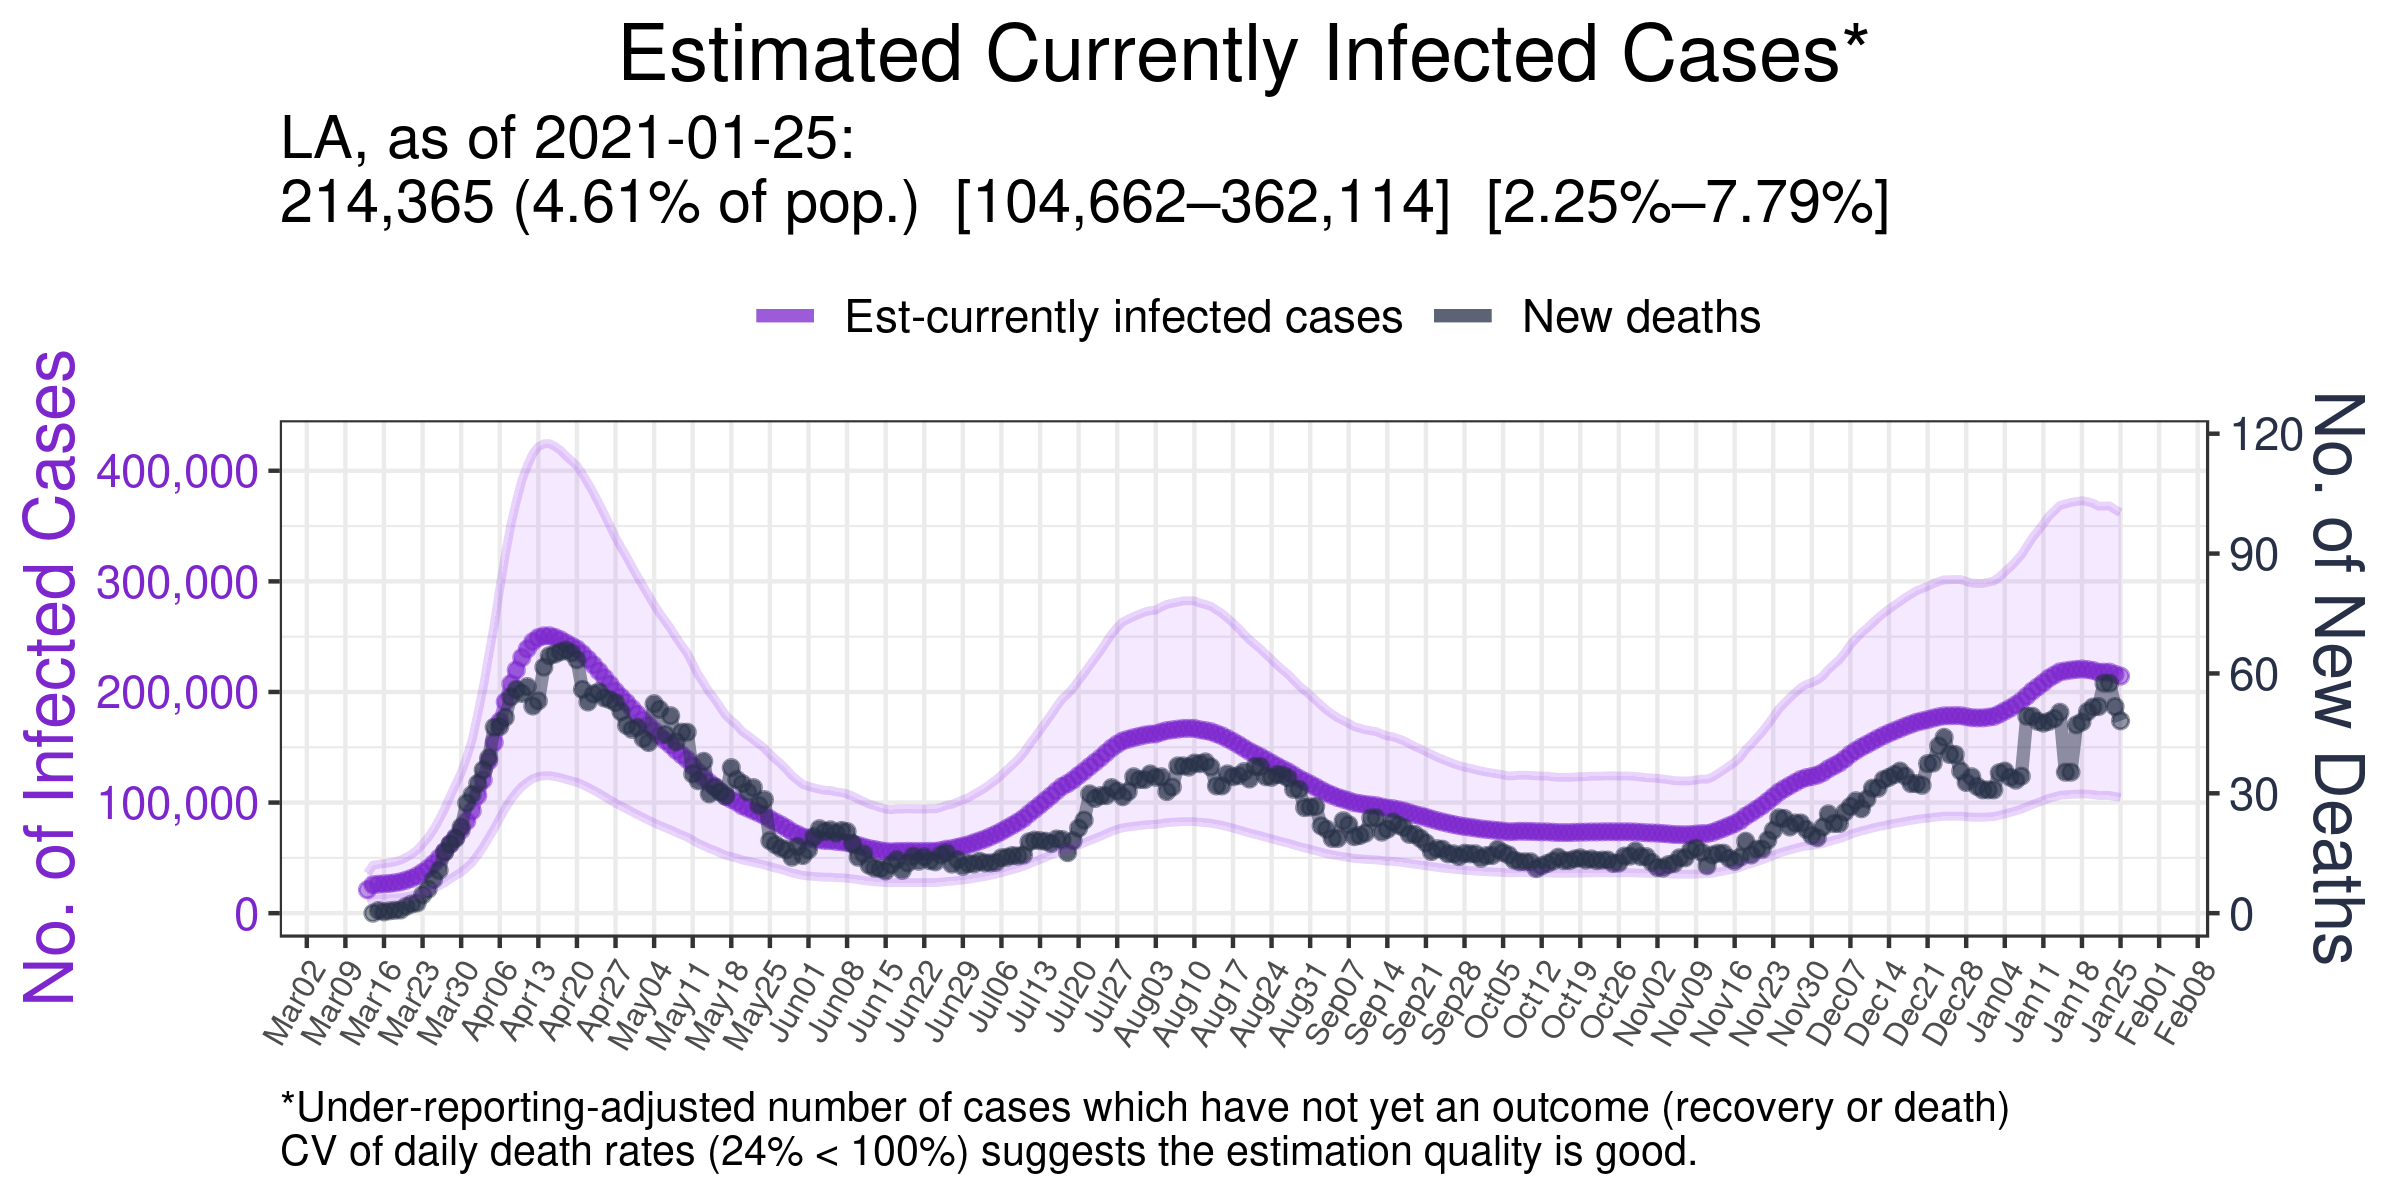 Estimated Currently Infected Cases*
LA, as of 2021-01-25:
214,365 (4.61% of pop.)  [104,662–362,114]  [2.25%–7.79%]
Est-currently infected cases
New deaths
No. of Infected Cases
400,000
300,000
200,000
100,000
0
120
90
60
30
0
No. of New Deaths
Mar02
Mar09
Mar16
Mar23
Mar30
Apr06
Apr13
Apr20
Apr27
May04
May11
May18
May25
Jun01
Jun08
Jun15
Jun22
Jun29
Jul06
Jul13
Jul20
Jul27
Aug03
Aug10
Aug17
Aug24
Aug31
Sep07
Sep14
Sep21
Sep28
Oct05
Oct12
Oct19
Oct26
Nov02
Nov09
Nov16
Nov23
Nov30
Dec07
Dec14
Dec21
Dec28
Jan04
Jan11
Jan18
Jan25
Feb01
Feb08
*Under-reporting-adjusted number of cases which have not yet an outcome (recovery or death)
CV of daily death rates (24% < 100%) suggests the estimation quality is good.